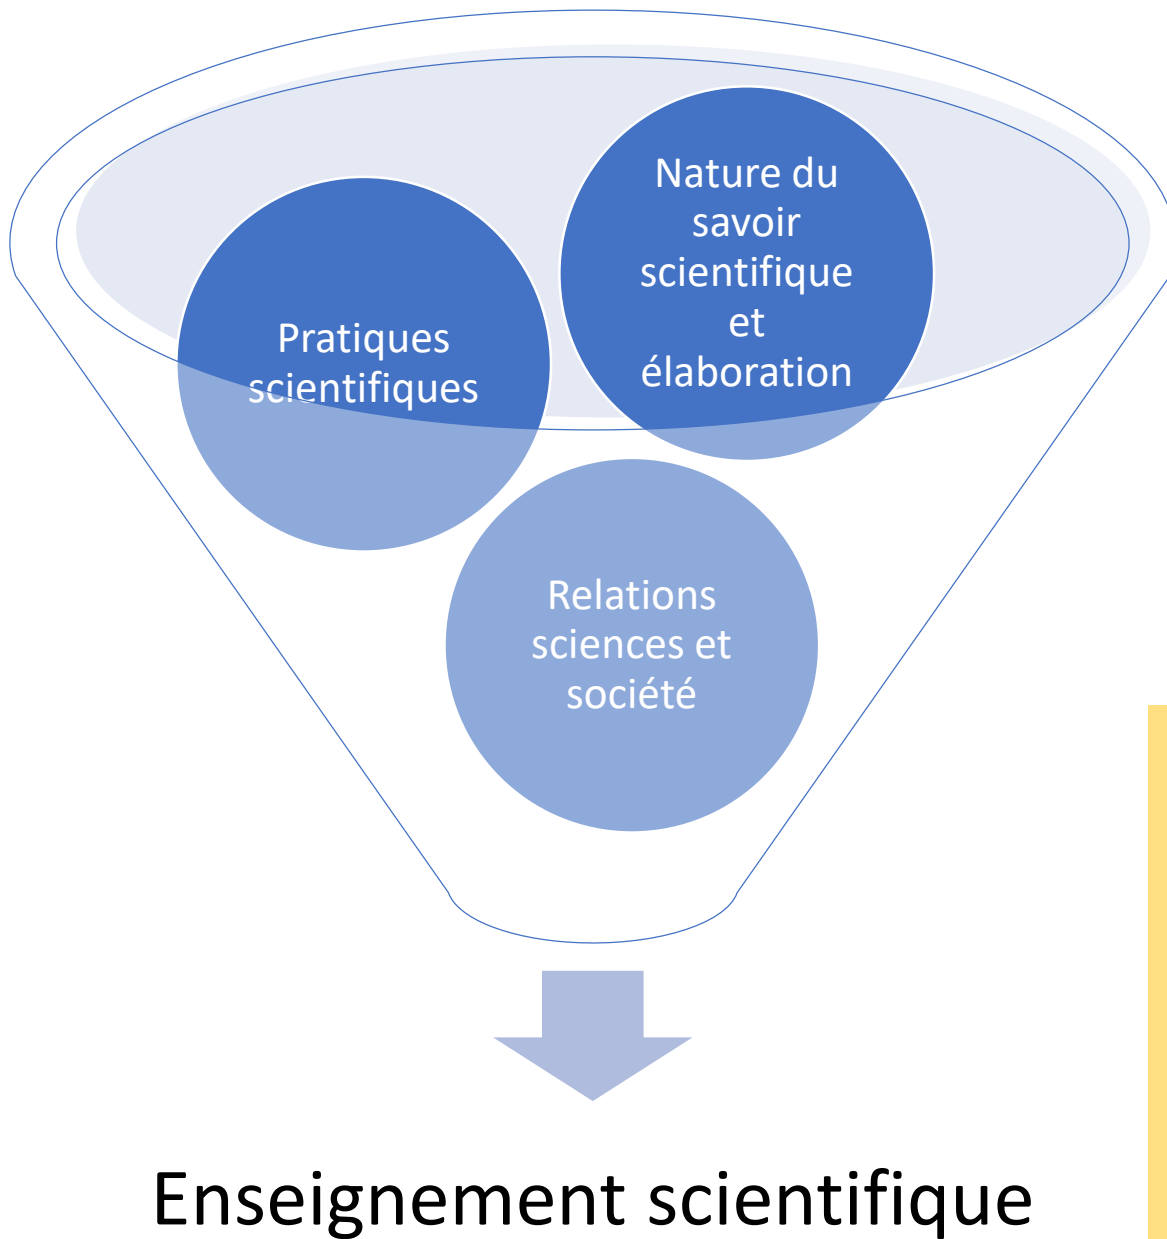 Nature du
savoir
scientifique
et
élaboration
Pratiques
scientifiques
Relations
sciences et
société
Enseignement scientifique